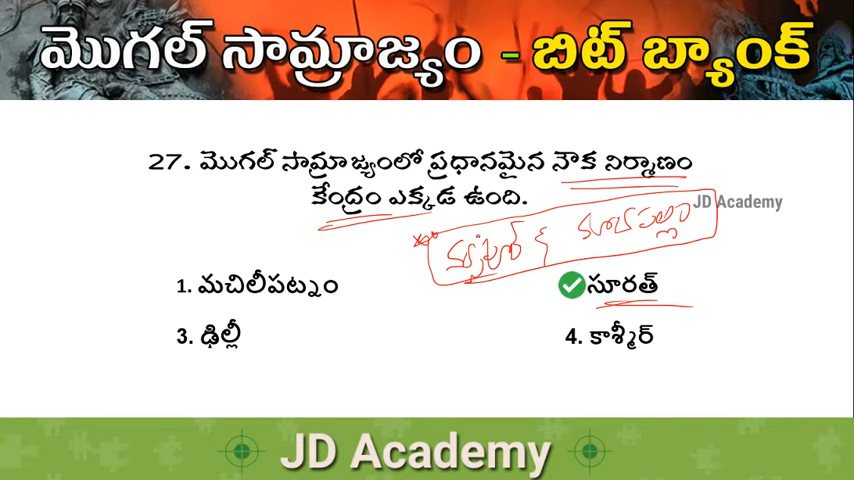 మొగల్ సామ్రాజ్యం - బిట్ బ్యాంక్
27. మొగల్ సామ్రాజ్యంలో ప్రధానమైన నౌక నిర్మాణం
కేంద్రం ఎక్కడ ఉంది.
JD Academy
1. మచిలీపట్నం
సూరత్
3. ఢిల్లీ
4. కాశ్మీర్
JD Academy